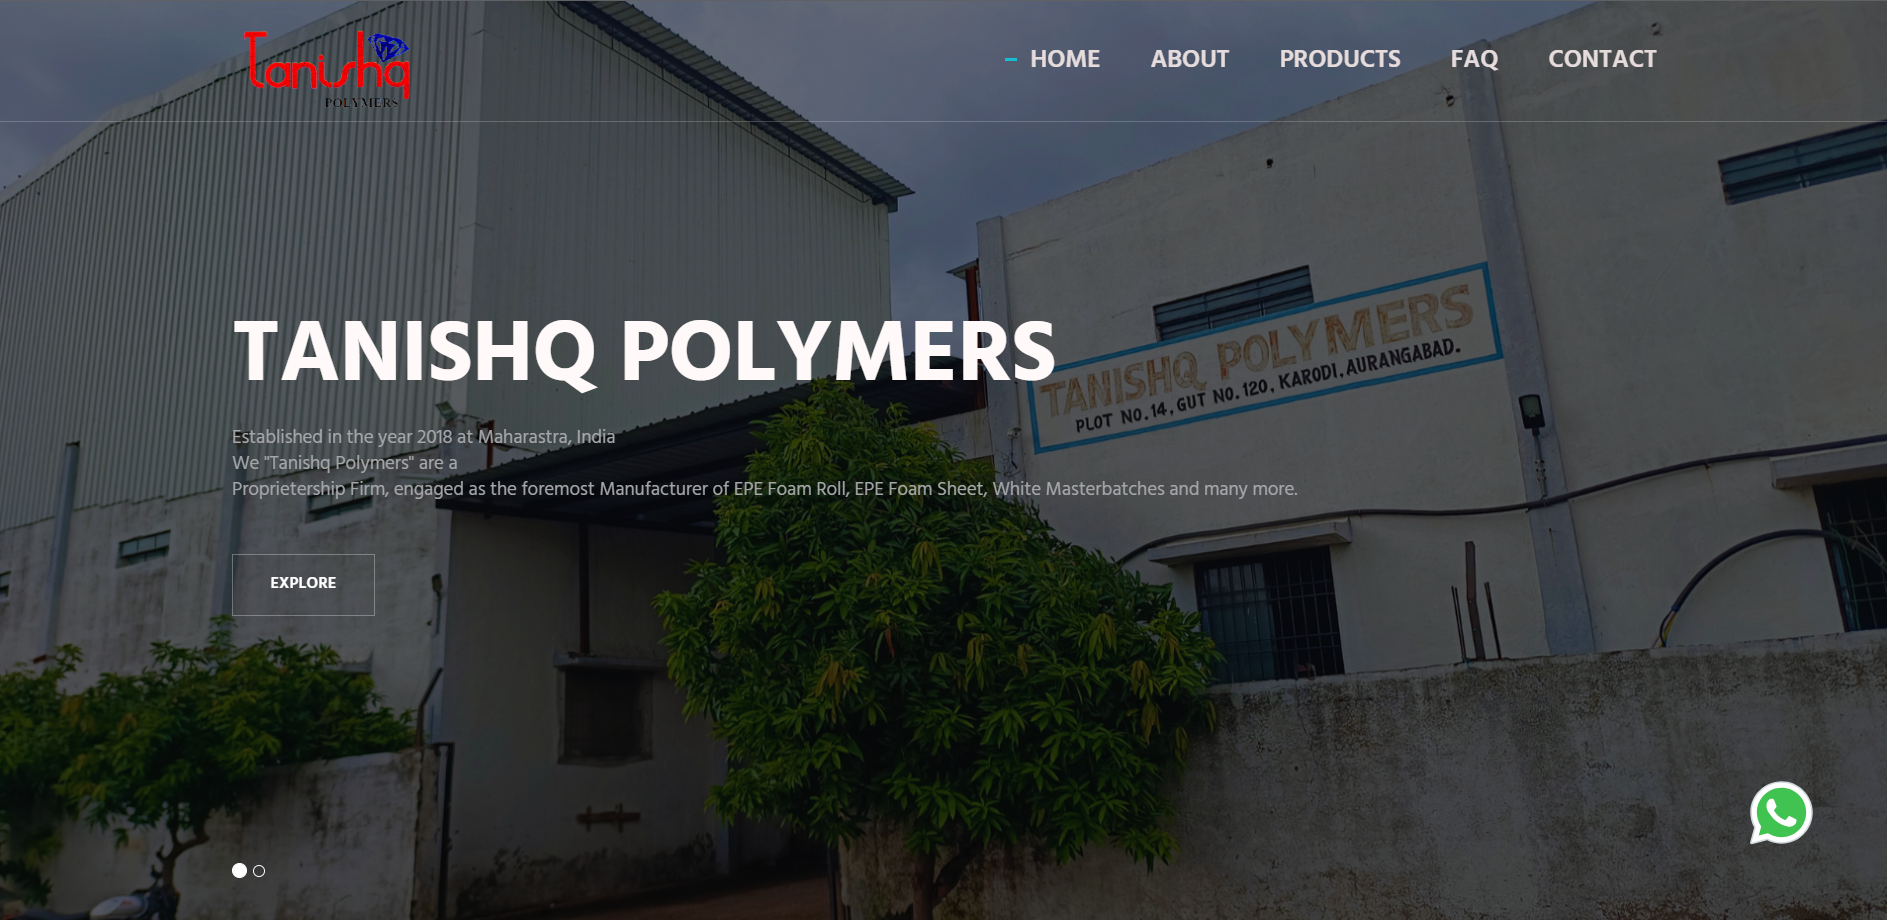 Tanishq
POLYMERS
HOME ABOUT PRODUCTS FAQ CONTACT
TANISHQ POLYMERS
Established in the year 2018 at Maharastra, India
We "Tanishq Polymers" are a
Proprietership Firm, engaged as the foremost Manufacturer of EPE Foam Roll, EPE Foam Sheet, White Masterbatches and many more.
EXPLORE
TANISHQ POLYMERS
PLOT NO.14, GUT NO.120, KARODI, AURANGABAD.